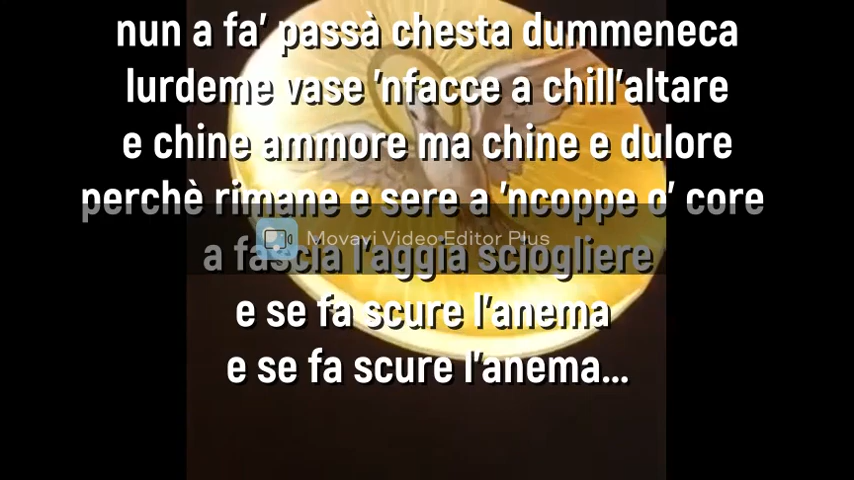 nun a fa' passà chesta dummeneca
lurdeme vase 'nfacce a chill'altare
e chine ammore ma chine e dulore
perchè rimane e sere a 'ncoppe o' core
Movavi Video Editor Plus
a fascia l'aggia sciogliere
e se fa scure l'anema
e se fa scure l'anema...